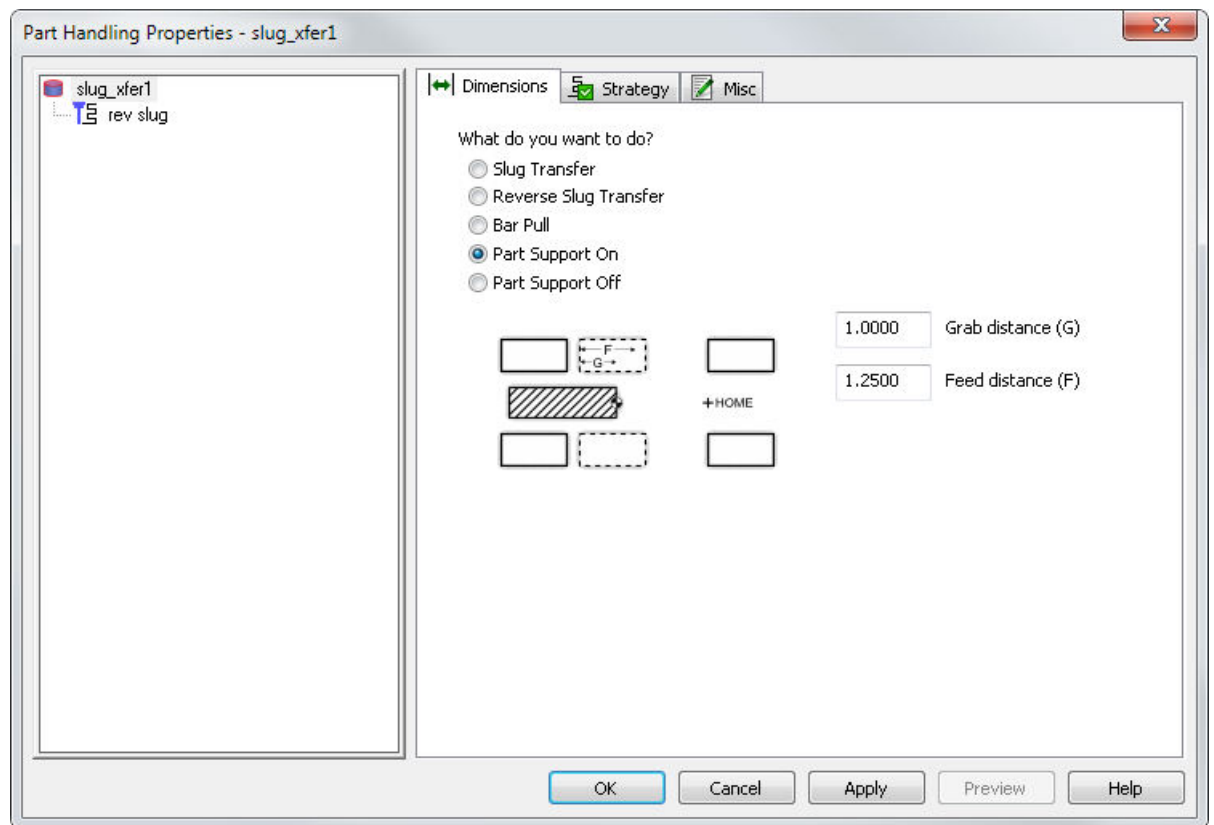 Part Handling Properties - slug_xfer1
slug_xfer1
rev slug
Dimensions
Strategy
Misc
What do you want to do?
Slug Transfer
Reverse Slug Transfer
Bar Pull
Part Support On
Part Support Off
F
G
+HOME
1.0000 Grab distance (G)
1.2500 Feed distance (F)
OK
Cancel
Apply
Preview
Help